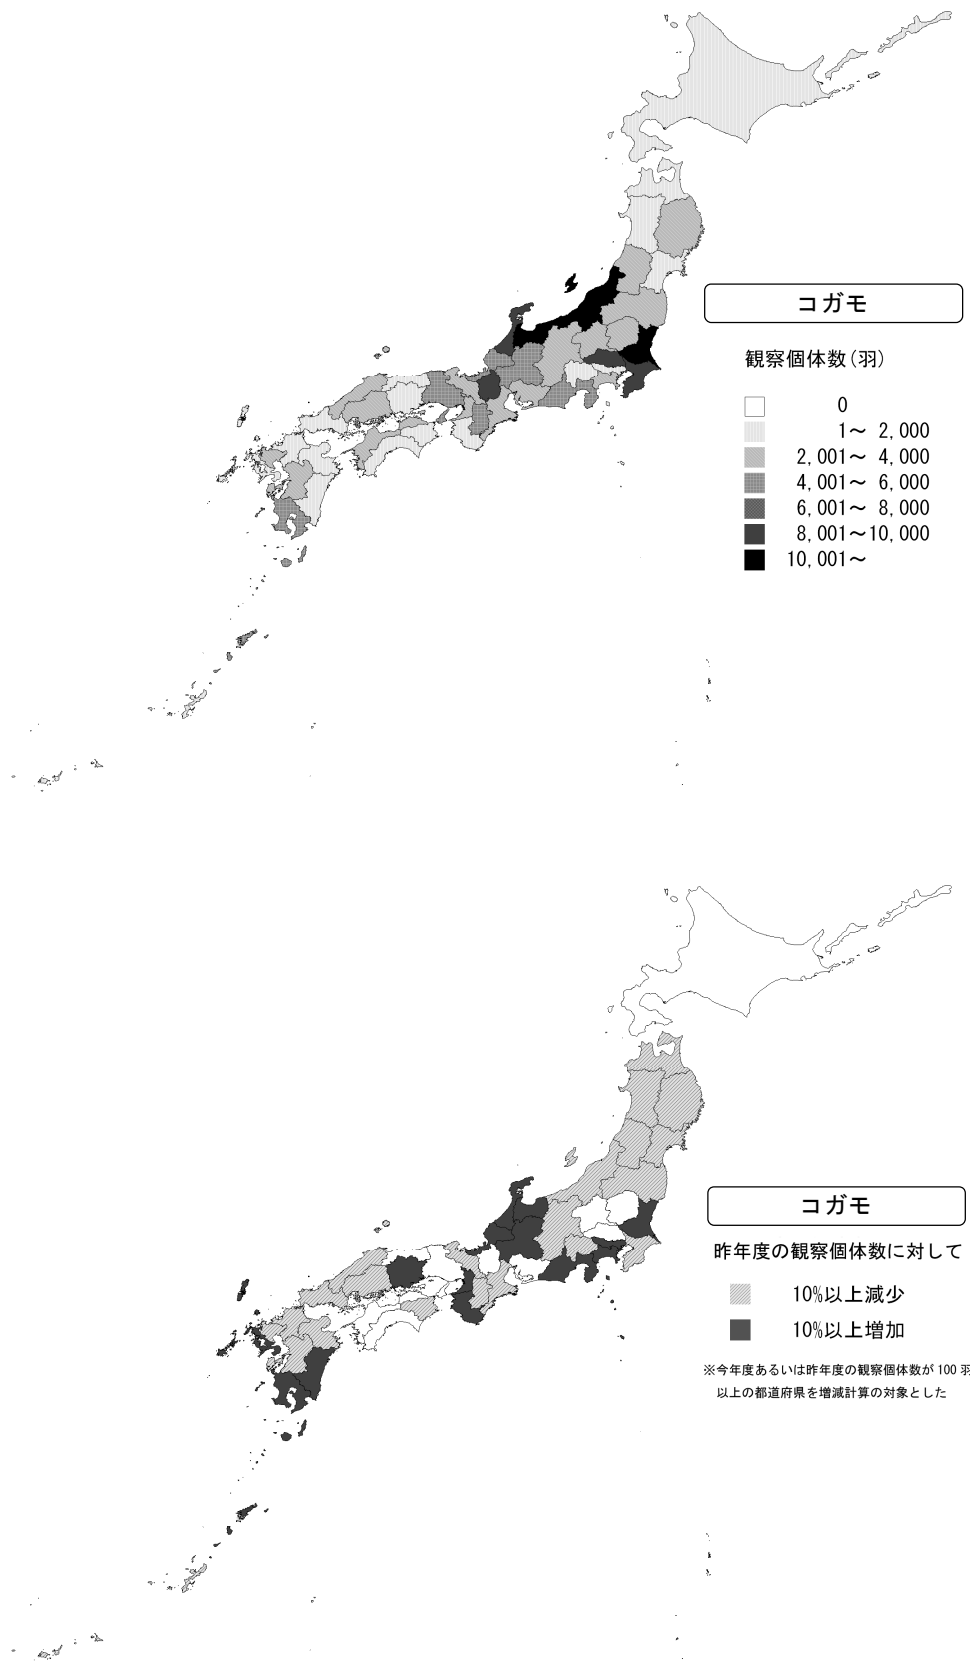 コガモ
観察個体数(羽)
0
1～ 2,000
2,001～ 4,000
4,001～ 6,000
6,001～ 8,000
8,001～10,000
10,001～
コガモ
昨年度の観察個体数に対して
10%以上減少
10%以上増加
※今年度あるいは昨年度の観察個体数が 100 羽
以上の都道府県を増減計算の対象とした